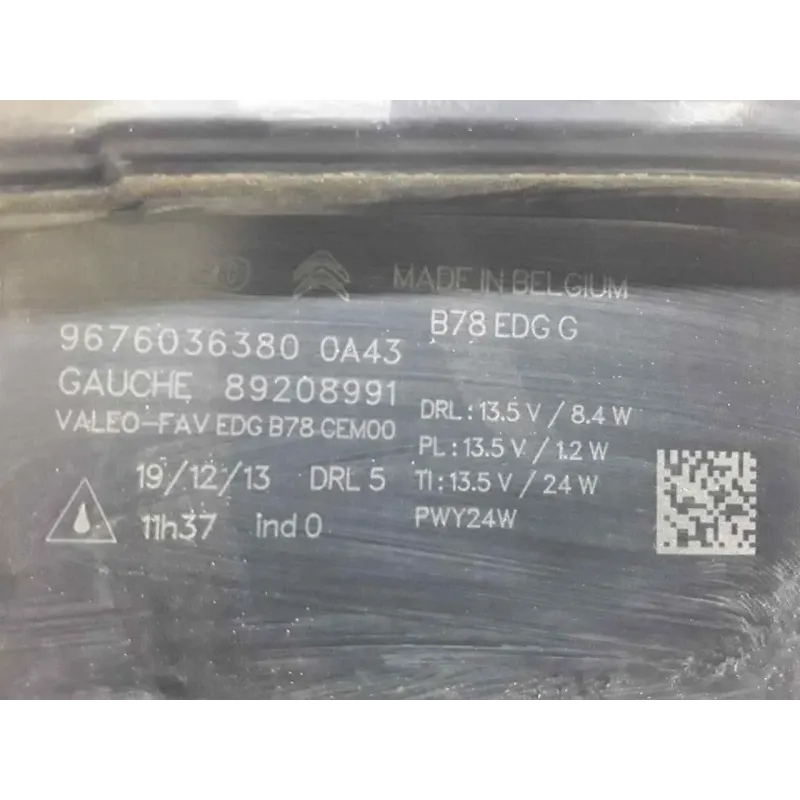 MADE IN BELGIUM
B78 EDG G
9676036380 0A43
GAUCHE 89208991
VALEO-FAV EDG B78 CEM00
19/12/13 DRL 5
11h37 ind 0
DRL : 13.5 V / 8.4 W
PL : 13.5 V / 1.2 W
TI : 13.5 V / 24 W
PWY24W